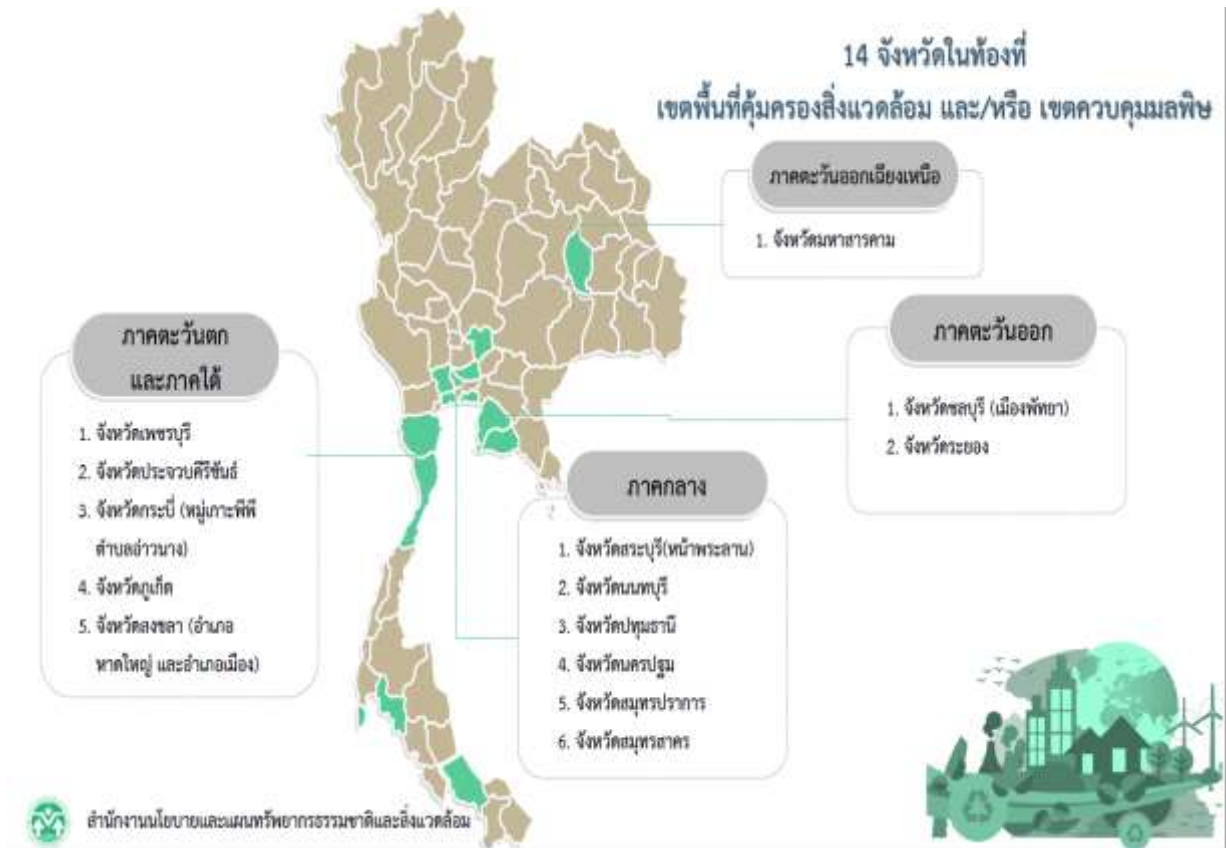 14 จังหวัดในท้องที่
เขตพื้นที่คุ้มครองสิ่งแวดล้อม และ/หรือ เขตควบคุมมลพิษ
ภาคตะวันออกเฉียงเหนือ
1. จังหวัดมหาสารคาม
ภาคตะวันออก
1. จังหวัดชลบุรี (เมืองพัทยา)
2. จังหวัดระยอง
ภาคตะวันตก
และภาคใต้
1. จังหวัดเพชรบุรี
2. จังหวัดประจวบคีรีขันธ์
3. จังหวัดกระบี่ (หมู่เกาะพีพี
ตำบลอ่าวนาง)
4. จังหวัดภูเก็ต
5. จังหวัดสงขลา (อำเภอ
หาดใหญ่ และอำเภอเมือง)
ภาคกลาง
1. จังหวัดสระบุรี(หน้าพระลาน)
2. จังหวัดนนทบุรี
3. จังหวัดปทุมธานี
4. จังหวัดนครปฐม
5. จังหวัดสมุทรปราการ
6. จังหวัดสมุทรสาคร
สำนักงานนโยบายและแผนทรัพยากรธรรมชาติและสิ่งแวดล้อม